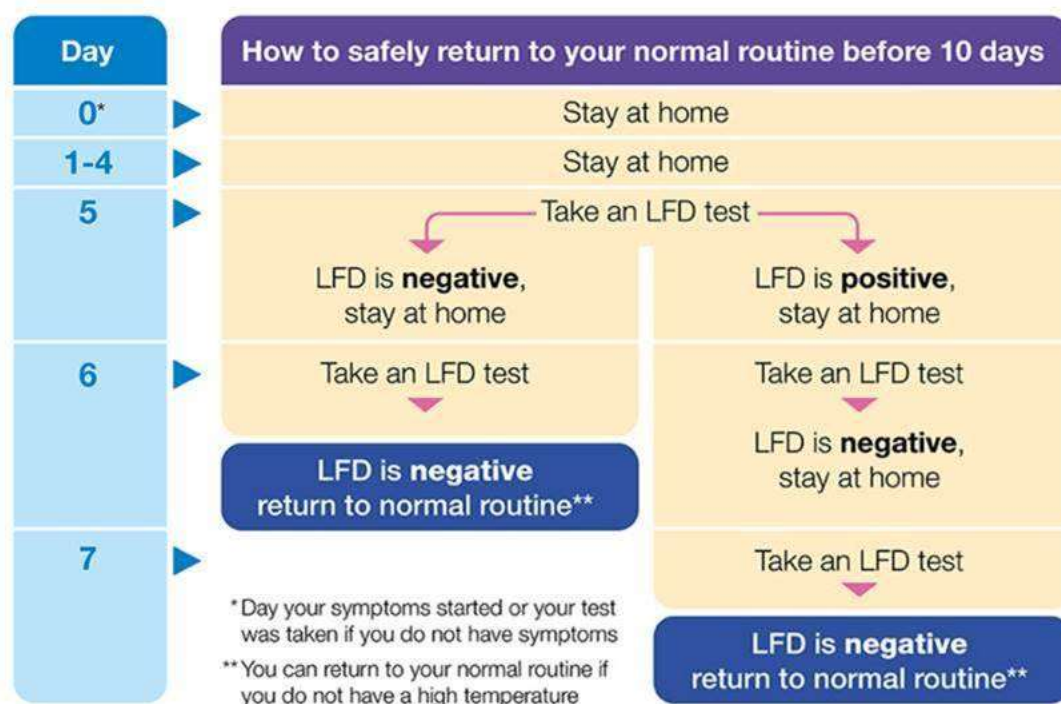 Day
How to safely return to your normal routine before 10 days
0*
Stay at home
1-4
Stay at home
5
Take an LFD test
LFD is negative,
stay at home
LFD is positive,
stay at home
6
Take an LFD test
LFD is negative
return to normal routine**
Take an LFD test
LFD is negative,
stay at home
7
Take an LFD test
LFD is negative
return to normal routine**
*Day your symptoms started or your test
was taken if you do not have symptoms
**You can return to your normal routine if
you do not have a high temperature